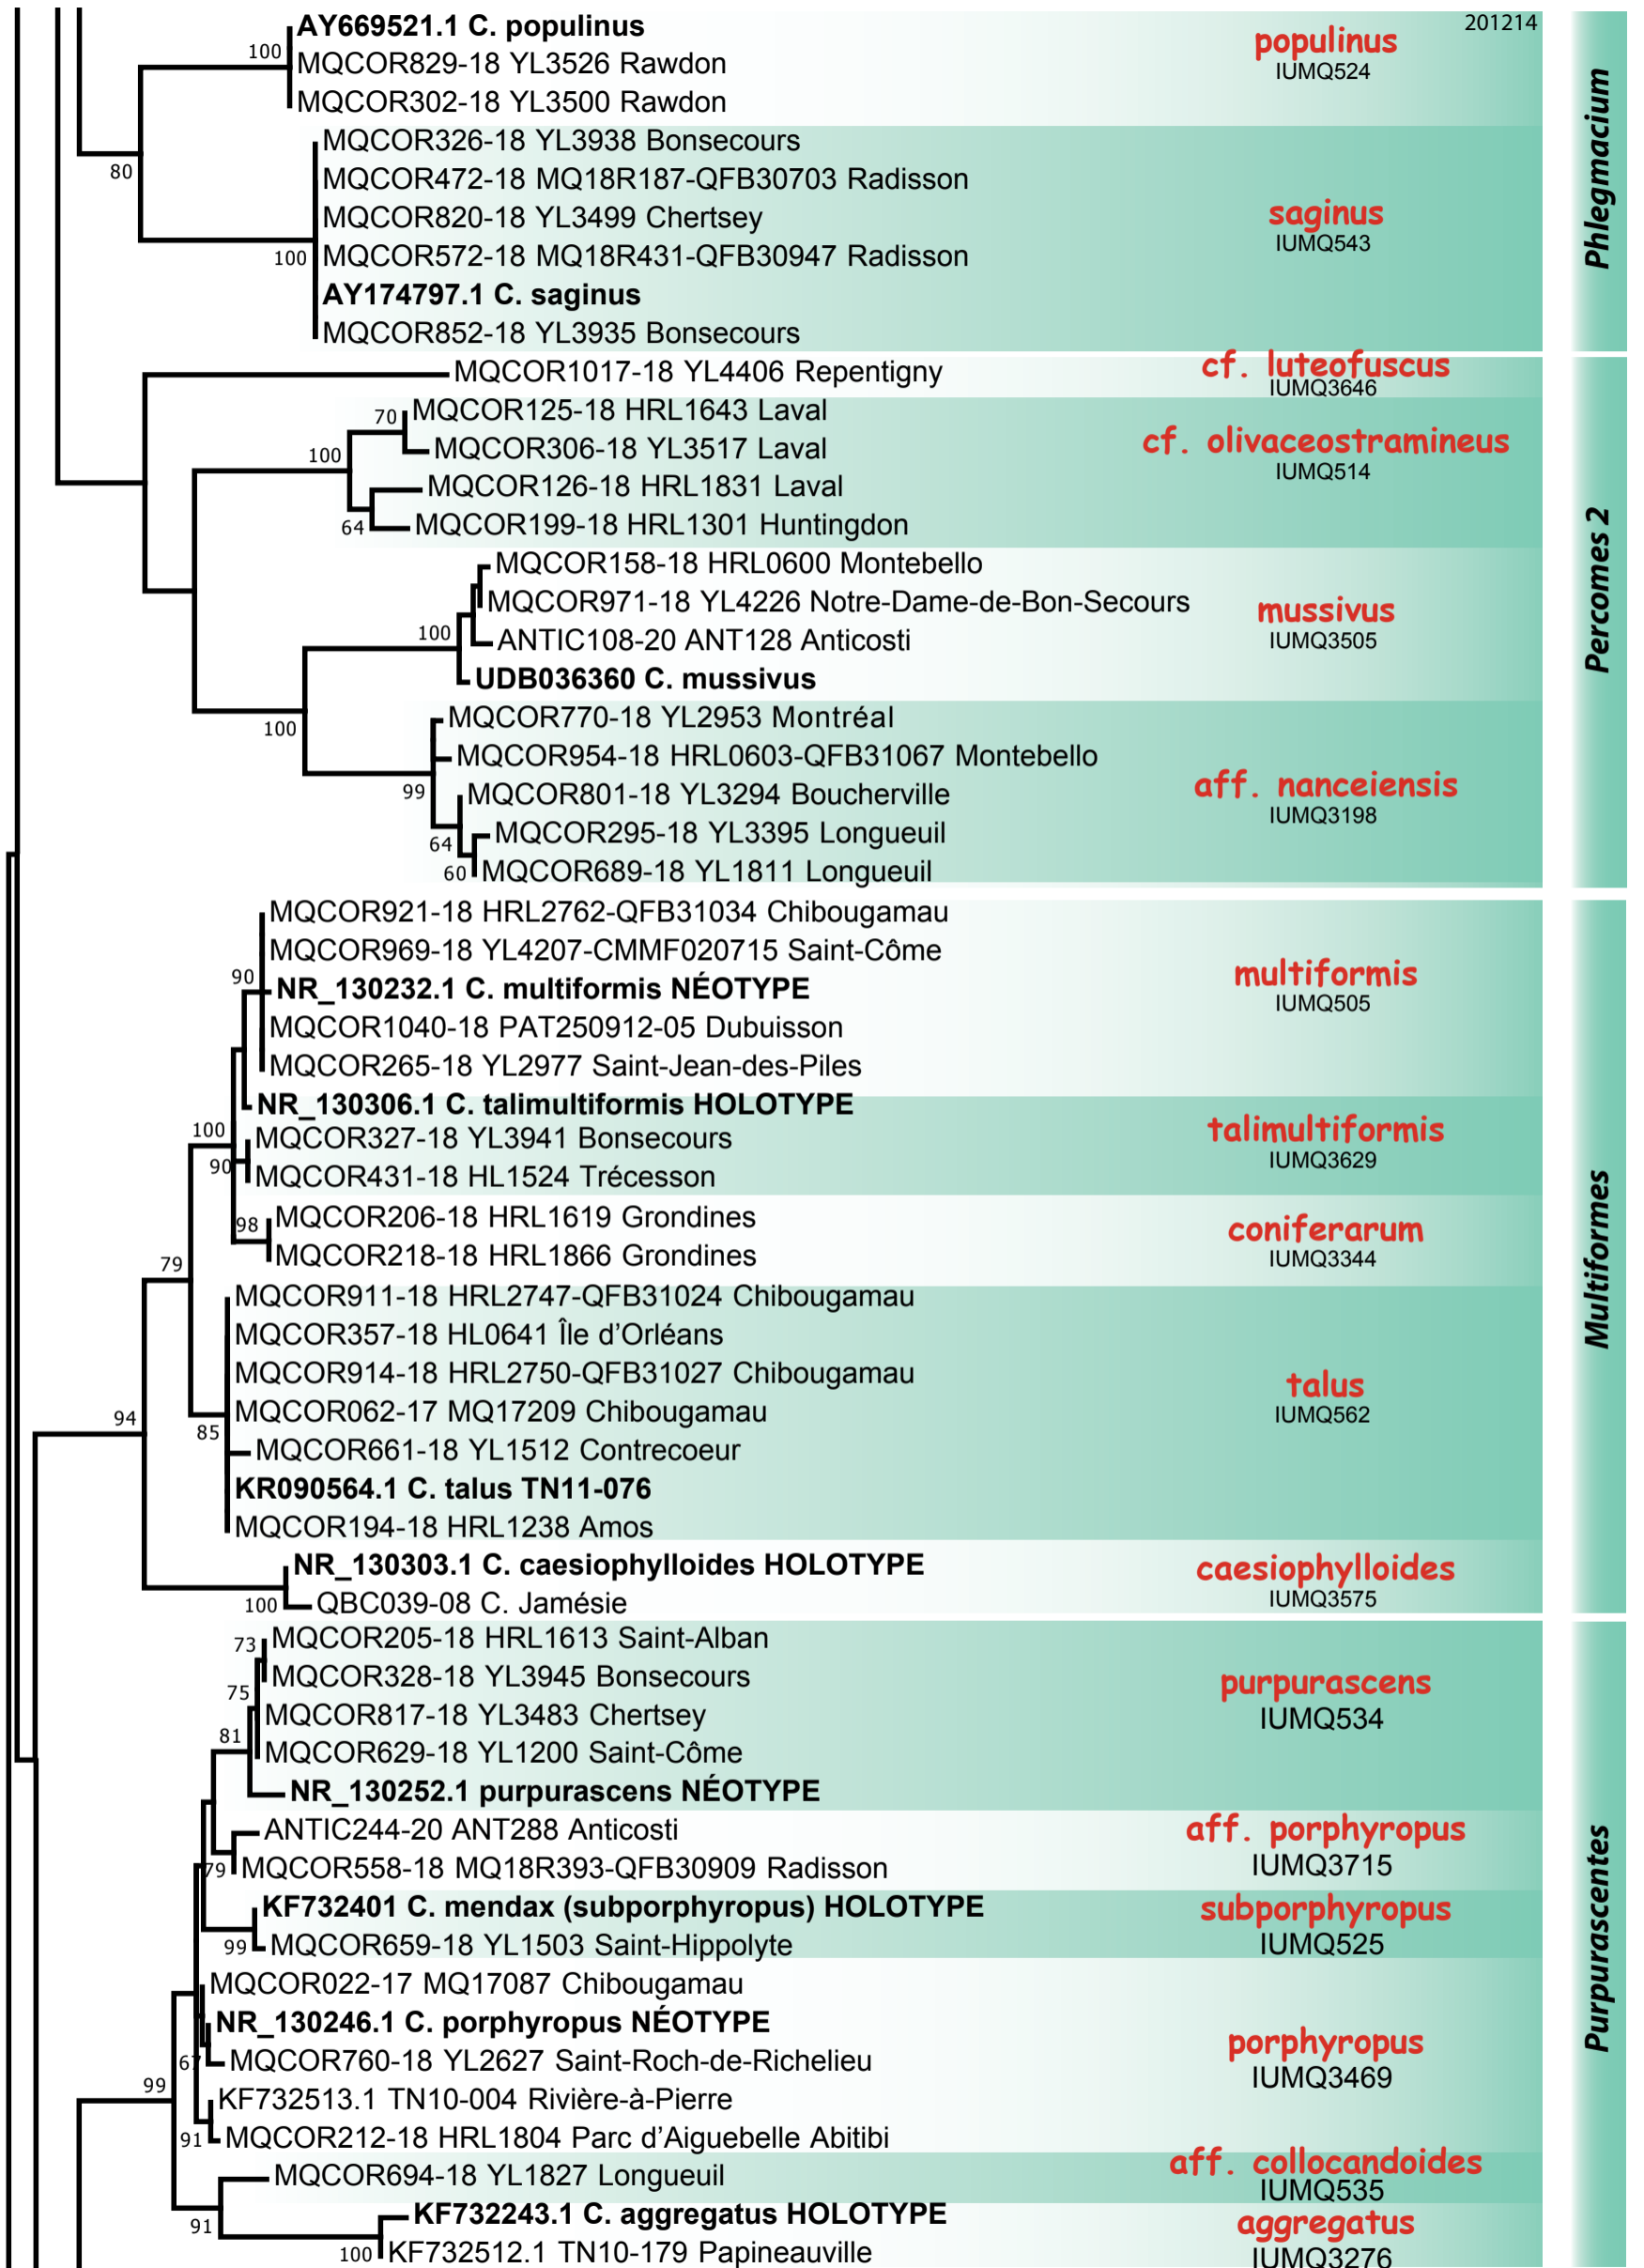 AY669521.1 C. populinus
201214
100
populinus
MQCOR829-18 YL3526 Rawdon
IUMQ524
MQCOR302-18 YL3500 Rawdon
Phlegmacium
MQCOR326-18 YL3938 Bonsecours
80
MQCOR472-18 MQ18R187-QFB30703 Radisson
MQCOR820-18 YL3499 Chertsey
saginus
IUMQ543
MQCOR572-18 MQ18R431-QFB30947 Radisson
100
AY174797.1 C. saginus
MQCOR852-18 YL3935 Bonsecours
MQCOR1017-18 YL4406 Repentigny
cf. luteofuscus
IUMQ3646
MQCOR125-18 HRL1643 Laval
70
MQCOR306-18 YL3517 Laval
cf. olivaceostramineus
100
IUMQ514
MQCOR126-18 HRL1831 Laval
MQCOR199-18 HRL1301 Huntingdon
64
Percomes 2
MQCOR158-18 HRL0600 Montebello
MQCOR971-18 YL4226 Notre-Dame-de-Bon-Secours
mussivus
100
ANTIC108-20 ANT128 Anticosti
IUMQ3505
UDB036360 C. mussivus
MQCOR770-18 YL2953 Montréal
100
MQCOR954-18 HRL0603-QFB31067 Montebello
99
MQCOR801-18 YL3294 Boucherville
aff. nanceiensis
IUMQ3198
MQCOR295-18 YL3395 Longueuil
64
MQCOR689-18 YL1811 Longueuil
60
MQCOR921-18 HRL2762-QFB31034 Chibougamau
MQCOR969-18 YL4207-CMMF020715 Saint-Côme
90
multiformis
NR_130232.1 C. multiformis NÉOTYPE
IUMQ505
MQCOR1040-18 PAT250912-05 Dubuisson
MQCOR265-18 YL2977 Saint-Jean-des-Piles
NR_130306.1 C. talimultiformis HOLOTYPE
100
MQCOR327-18 YL3941 Bonsecours
talimultiformis
IUMQ3629
90
MQCOR431-18 HL1524 Trécesson
MQCOR206-18 HRL1619 Grondines
98
coniferarum
MQCOR218-18 HRL1866 Grondines
IUMQ3344
79
Multiformes
MQCOR911-18 HRL2747-QFB31024 Chibougamau
MQCOR357-18 HL0641 Île d’Orléans
MQCOR914-18 HRL2750-QFB31027 Chibougamau
talus
94
MQCOR062-17 MQ17209 Chibougamau
IUMQ562
85
MQCOR661-18 YL1512 Contrecoeur
KR090564.1 C. talus TN11-076
MQCOR194-18 HRL1238 Amos
NR_130303.1 C. caesiophylloides HOLOTYPE
caesiophylloides
100
QBC039-08 C. Jamésie
IUMQ3575
MQCOR205-18 HRL1613 Saint-Alban
73
MQCOR328-18 YL3945 Bonsecours
purpurascens
75
MQCOR817-18 YL3483 Chertsey
IUMQ534
81
MQCOR629-18 YL1200 Saint-Côme
NR_130252.1 purpurascens NÉOTYPE
ANTIC244-20 ANT288 Anticosti
aff. porphyropus
79
MQCOR558-18 MQ18R393-QFB30909 Radisson
IUMQ3715
KF732401 C. mendax (subporphyropus) HOLOTYPE
subporphyropus
Purpurascentes
99
MQCOR659-18 YL1503 Saint-Hippolyte
IUMQ525
MQCOR022-17 MQ17087 Chibougamau
NR_130246.1 C. porphyropus NÉOTYPE
porphyropus
67
MQCOR760-18 YL2627 Saint-Roch-de-Richelieu
IUMQ3469
99
KF732513.1 TN10-004 Rivière-à-Pierre
91
MQCOR212-18 HRL1804 Parc d’Aiguebelle Abitibi
MQCOR694-18 YL1827 Longueuil
aff. collocandoides
IUMQ535
91
KF732243.1 C. aggregatus HOLOTYPE
aggregatus
100
KF732512.1 TN10-179 Papineauville
IUMQ3276